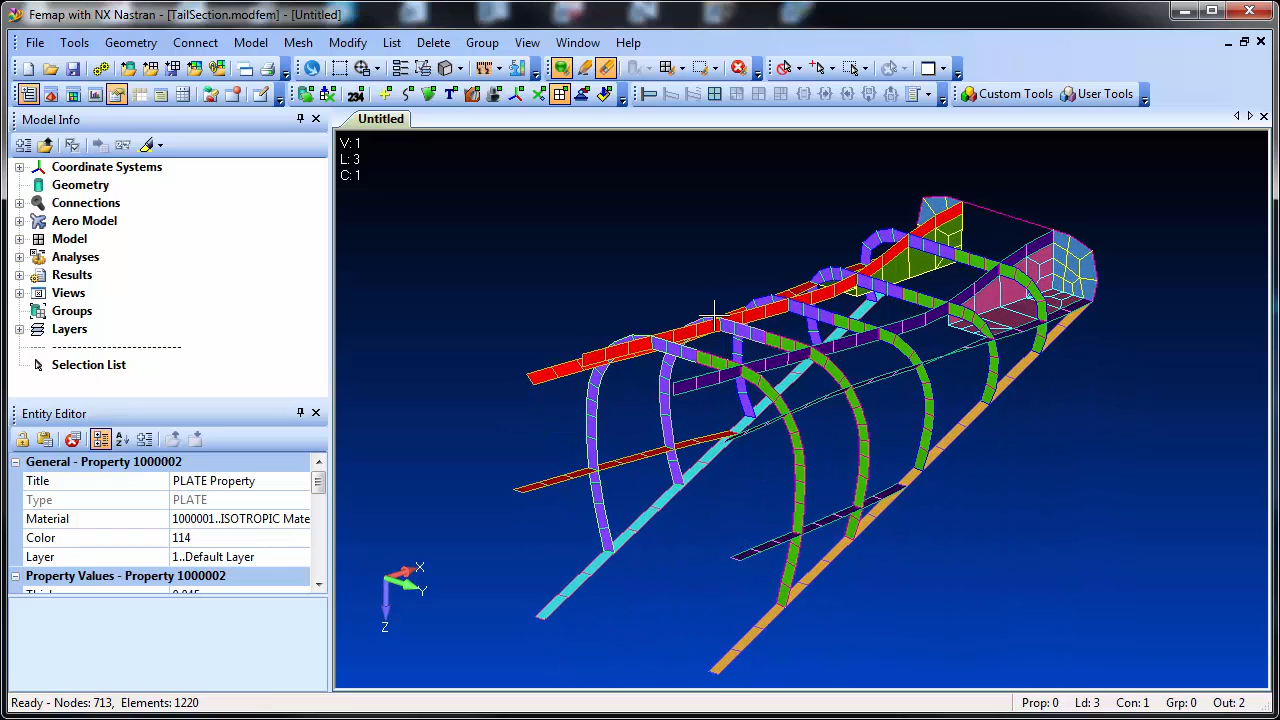 Femap with NX Nastran - [TailSection.modfem] - [Untitled]
File Tools Geometry Connect Model Mesh Modify List Delete Group View Window Help
234 Custom Tools User Tools
Model Info
Untitled
V: 1
L: 3
C: 1
Coordinate Systems
Geometry
Connections
Aero Model
Model
Analyses
Results
Views
Groups
Layers
Selection List
Entity Editor
General - Property 1000002
Title PLATE Property
Type PLATE
Material 1000001..ISOTROPIC Mate
Color 114
Layer 1..Default Layer
Property Values - Property 1000002
X
Y
Z
Ready - Nodes: 713, Elements: 1220 Prop: 0 Ld: 3 Con: 1 Grp: 0 Out: 2